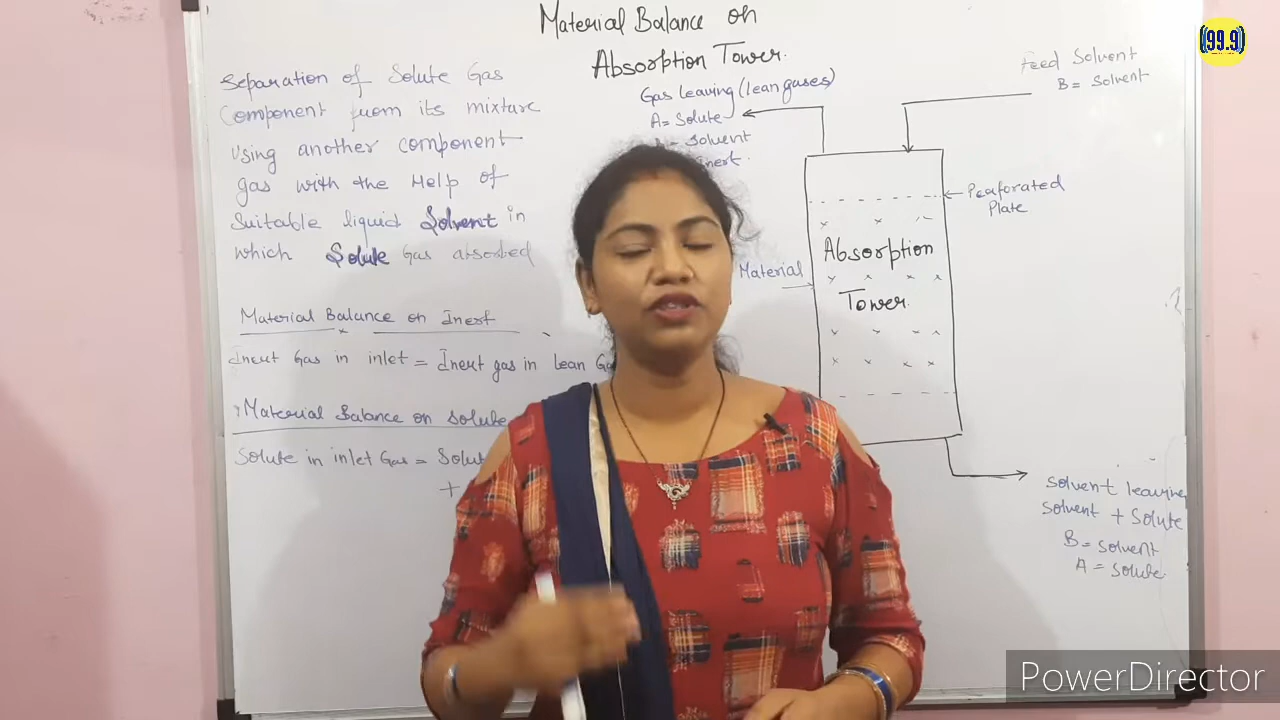 Material Balance on
Absorption Tower.
Separation of Solute Gas
Component from its mixture
using another component
gas with the Help of
Suitable liquid Solvent in
which Solute Gas absorbed
Material Balance on Inert
Inert Gas in inlet = Inert gas in Lean Ga
Material Balance on solute
Solute in inlet Gas = Solut
+
Gas leaving (lean gases)
A = Solute
= Solvent
inert.
Feed Solvent
B = Solvent
Perforated
Plate
Absorption
Tower.
Material
Solvent leaving
Solvent + Solute
B = Solvent
A = Solute
(99.9)
PowerDirector